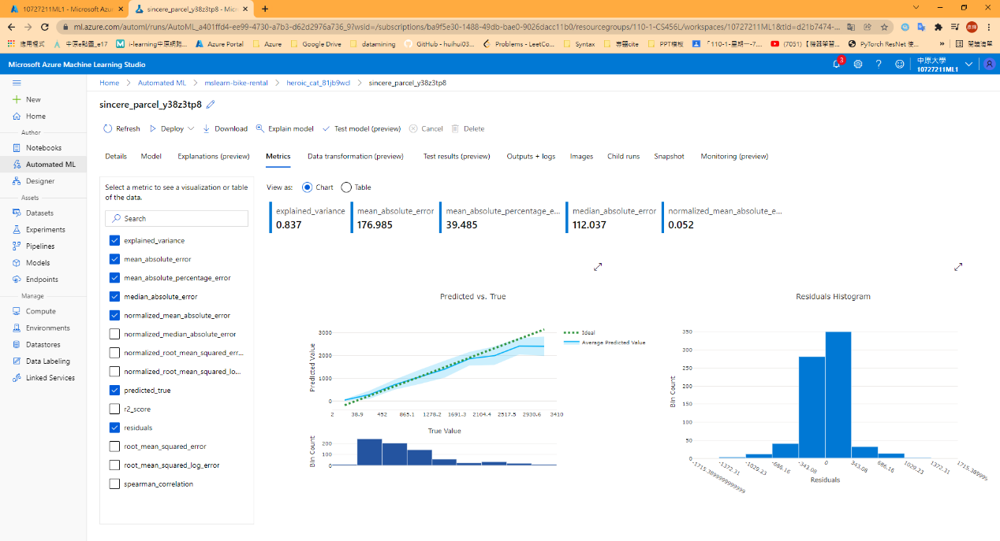 10727211ML1 - Microsoft Azu
sincere_parcel_y38z3tp8 - Micr
ml.azure.com/automl/runs/AutoML_a401ffd4-ee99-4730-a7b3-d62d2976a736_9?wsid=/subscriptions/ba9f5e30-1488-49db-bae0-9026dacc11b0/resourcegroups/110-1-CS456L/workspaces/10727211ML1&tid=d21b7474-...
應用程式
中原e點靈_e17
i-learning中原網路...
Azure Portal
Azure
Google Drive
datamining
GitHub - huihui03...
Problems - LeetCo...
Syntax
專題cite
PPT模板
「110-1-星期一-7....
(7051)【機器學習...
PyTorch ResNet 使...
»
閱讀清單
Microsoft Azure Machine Learning Studio
3
中原大學
10727211ML1
Home > Automated ML > mslearn-bike-rental > heroic_cat_81jb9wcl > sincere_parcel_y38z3tp8
New
Home
Author
Notebooks
Automated ML
Designer
Assets
Datasets
Experiments
Pipelines
Models
Endpoints
Manage
Compute
Environments
Datastores
Data Labeling
Linked Services
sincere_parcel_y38z3tp8
Refresh Deploy Download Explain model Test model (preview) Cancel Delete
Details Model Explanations (preview) Metrics Data transformation (preview) Test results (preview) Outputs + logs Images Child runs Snapshot Monitoring (preview)
Select a metric to see a visualization or table
of the data.
Search
explained_variance
mean_absolute_error
mean_absolute_percentage_error
median_absolute_error
normalized_mean_absolute_error
normalized_median_absolute_error
normalized_root_mean_squared_err...
normalized_root_mean_squared_lo...
predicted_true
r2_score
residuals
root_mean_squared_error
root_mean_squared_log_error
spearman_correlation
View as: Chart Table
explained_variance
0.837
mean_absolute_error
176.985
mean_absolute_percentage_e...
39.485
median_absolute_error
112.037
normalized_mean_absolute_e...
0.052
Predicted vs. True
Predicted Value
3000
2000
1000
0
2 38.9 452 865.1 1278.2 1691.3 2104.4 2517.5 2930.6 3410
True Value
Ideal
Average Predicted Value
Bin Count
200
100
0
Residuals Histogram
Bin Count
350
300
250
200
150
100
50
0
-1715.3899999999999 -1372.31 -1029.23 -686.16 -343.08 0 343.08 686.16 1029.23 1372.31 1715.389995
Residuals